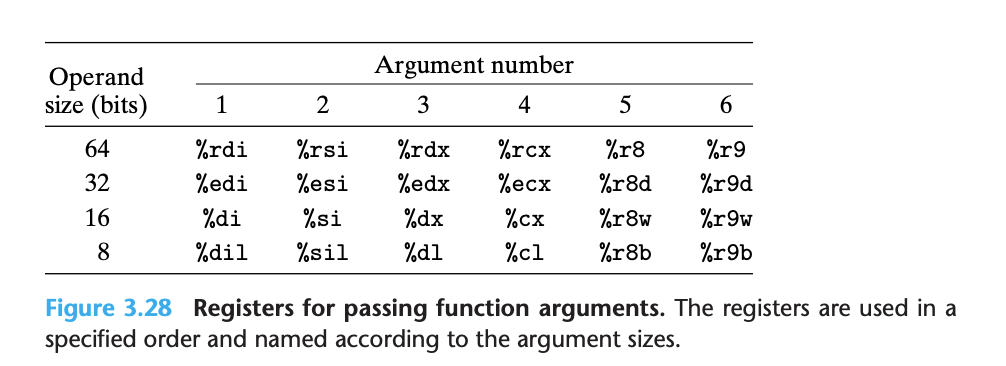 Argument number
Operand
size (bits) 1 2 3 4 5 6
64 %rdi %rsi %rdx %rcx %r8 %r9
32 %edi %esi %edx %ecx %r8d %r9d
16 %di %si %dx %cx %r8w %r9w
8 %dil %sil %dl %cl %r8b %r9b
Figure 3.28 Registers for passing function arguments. The registers are used in a
specified order and named according to the argument sizes.